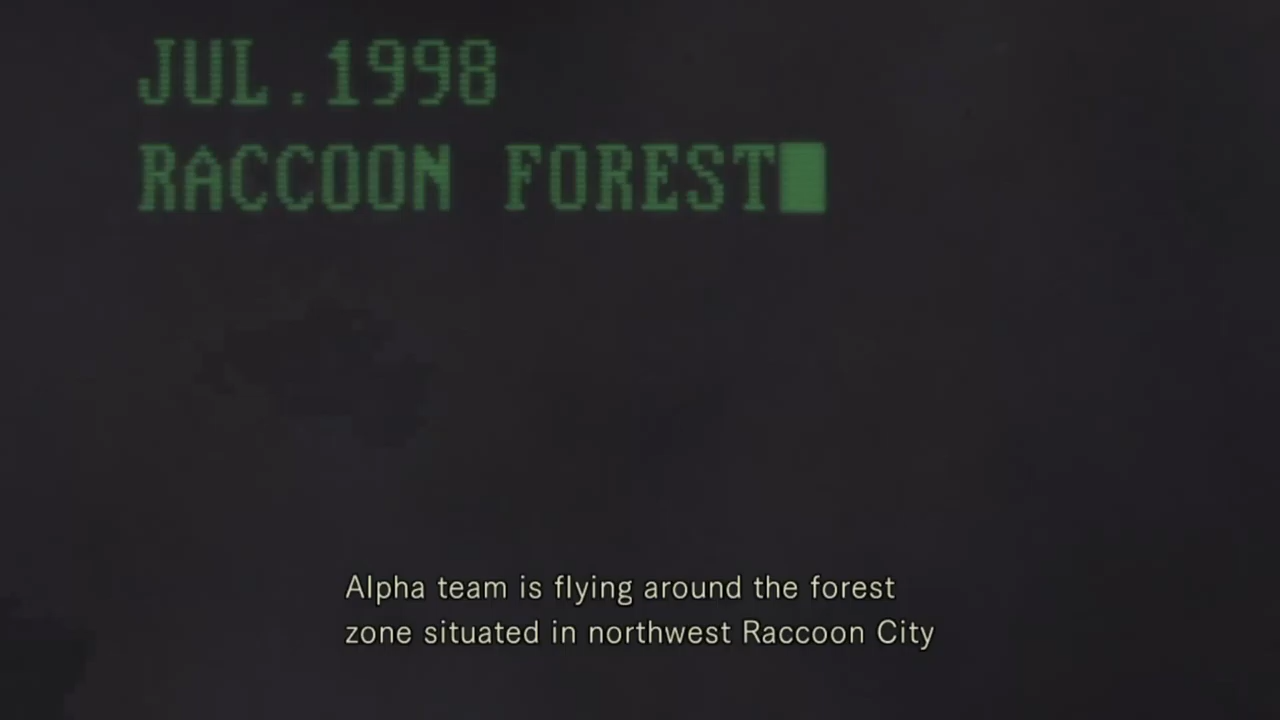 JUL.1998
RACCOON FOREST
Alpha team is flying around the forest
zone situated in northwest Raccoon City